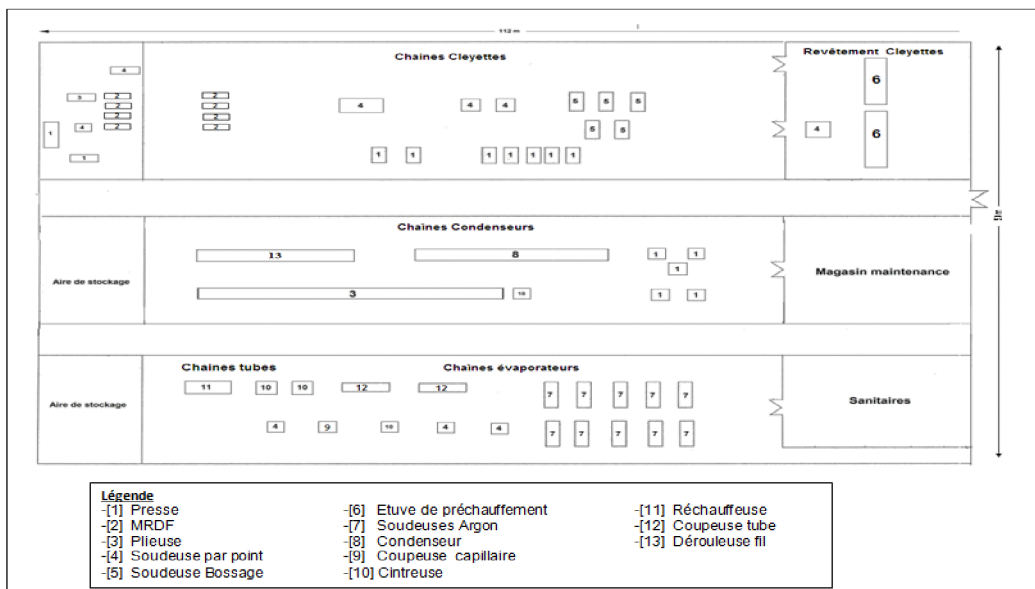 112 m
Chaines Cleyettes
Revêtement Cleyettes
4
3 2 2 4 4 4 5 5 5 6
2
4 2
2 2
2
2
1 5 5 4 6
1 1 1 1 1 1 1 1
Chaînes Condenseurs
13 8 1 1
1
Aire de stockage
Magasin maintenance
3 10 1 1
Chaines tubes
Chaînes évaporateurs
11 10 10 12 12 7 7 7 7 7
Aire de stockage
Sanitaires
4 9 10 4 4 7 7 7 7 7
Légende
-[1] Presse
-[2] MRDF
-[3] Plieuse
-[4] Soudeuse par point
-[5] Soudeuse Bossage
-[6] Etuve de préchauffement
-[7] Soudeuses Argon
-[8] Condenseur
-[9] Coupeuse capillaire
-[10] Cintreuse
-[11] Réchauffeuse
-[12] Coupeuse tube
-[13] Dérouleuse fil